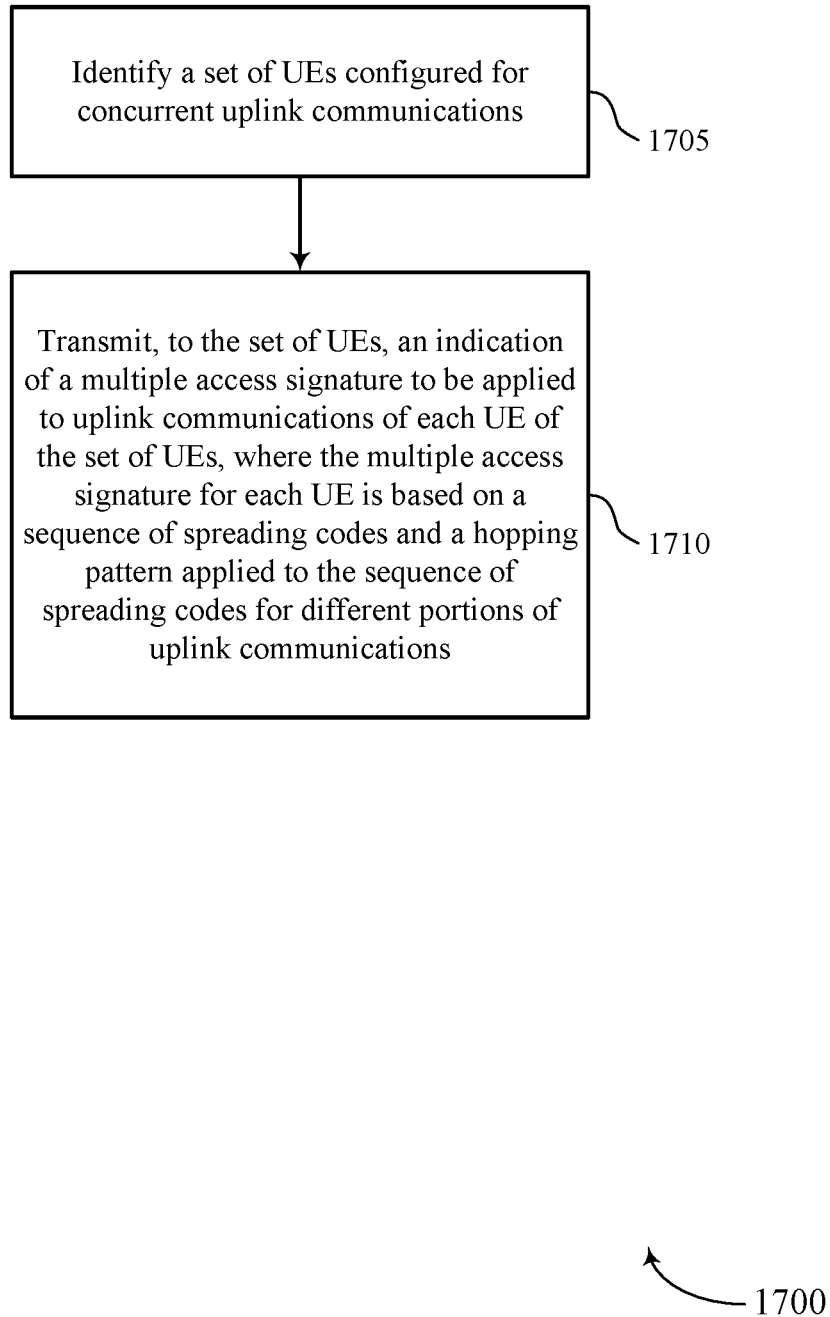 Identify a set of UEs configured for
concurrent uplink communications
1705
Transmit, to the set of UEs, an indication
of a multiple access signature to be applied
to uplink communications of each UE of
the set of UEs, where the multiple access
signature for each UE is based on a
sequence of spreading codes and a hopping
pattern applied to the sequence of
spreading codes for different portions of
uplink communications
1710
1700